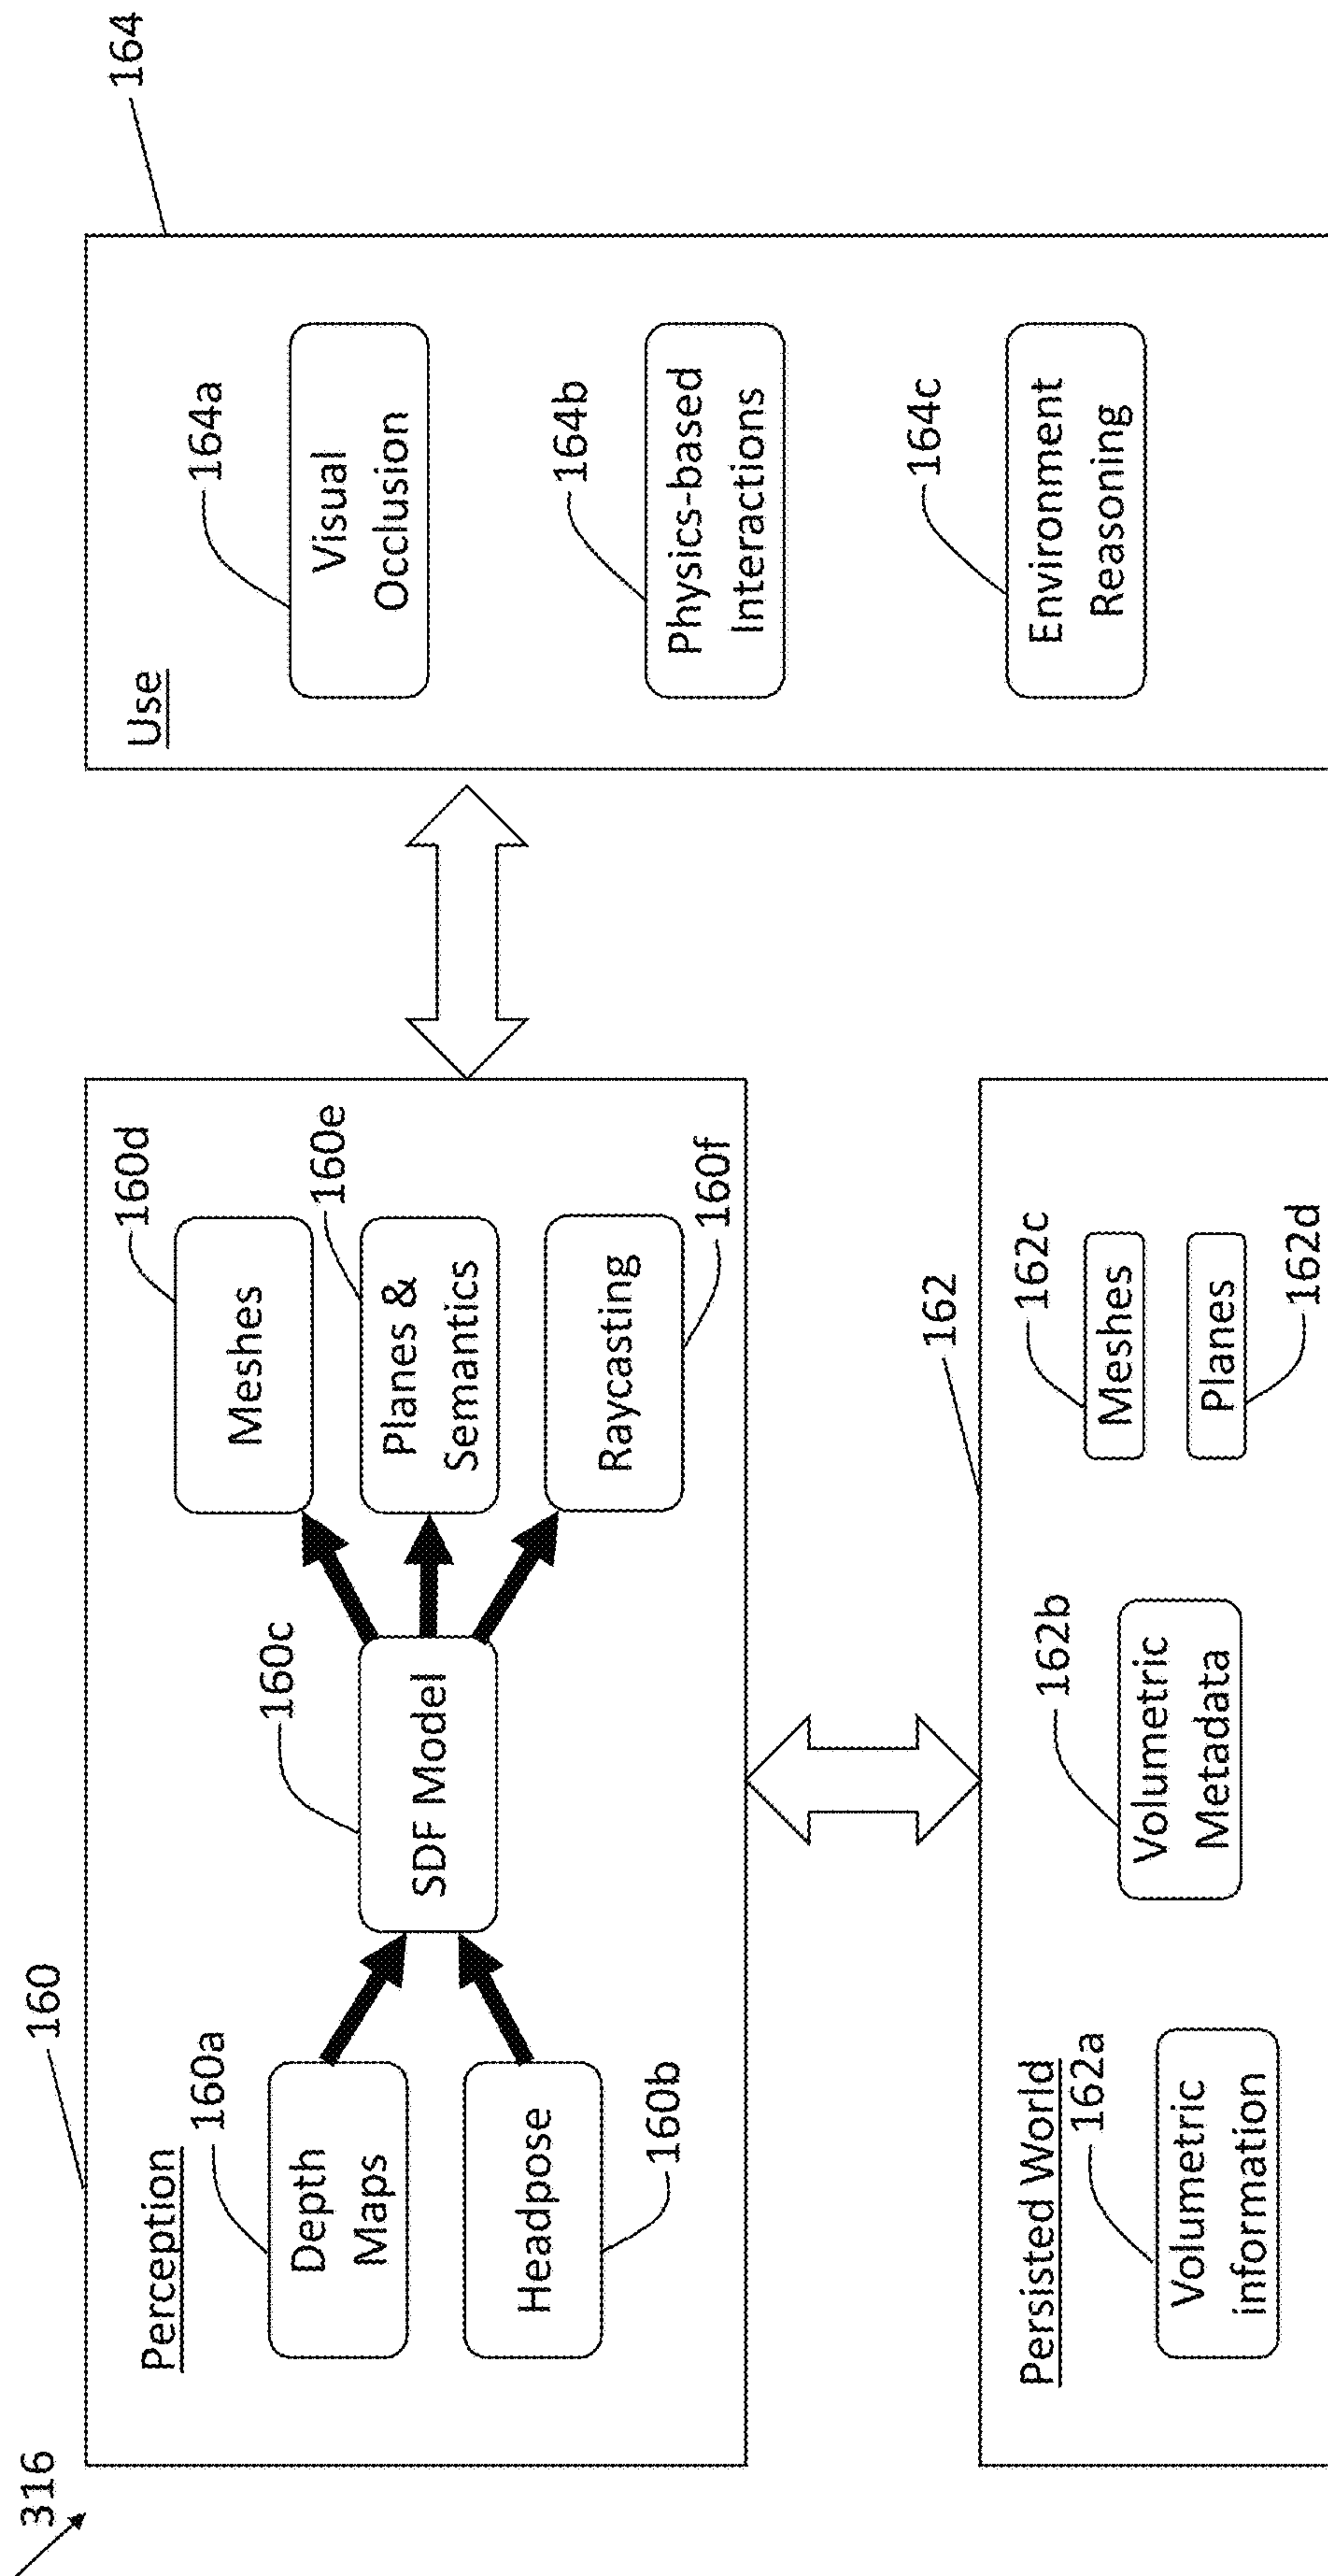 316
160
164
Perception
160a
Depth
Maps
Headpose
160b
160c
SDF Model
160d
Meshes
160e
Planes &
Semantics
Raycasting
160f
Use
164a
Visual
Occlusion
164b
Physics-based
Interactions
164c
Environment
Reasoning
162
Persisted World
162a
Volumetric
information
162b
Volumetric
Metadata
162c
Meshes
Planes
162d